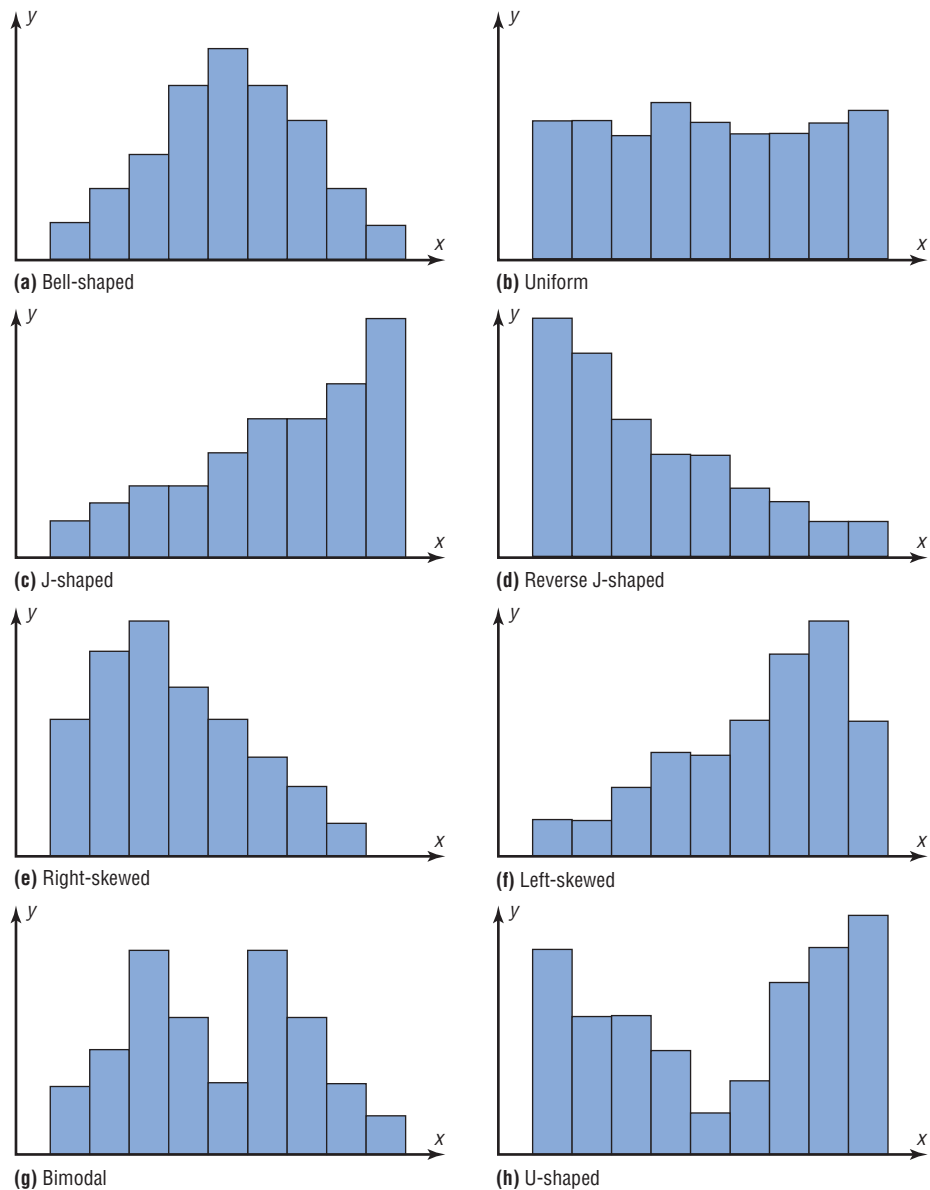 y
x
(a) Bell-shaped
y
x
(b) Uniform
y
x
(c) J-shaped
y
x
(d) Reverse J-shaped
y
x
(e) Right-skewed
y
x
(f) Left-skewed
y
x
(g) Bimodal
y
x
(h) U-shaped